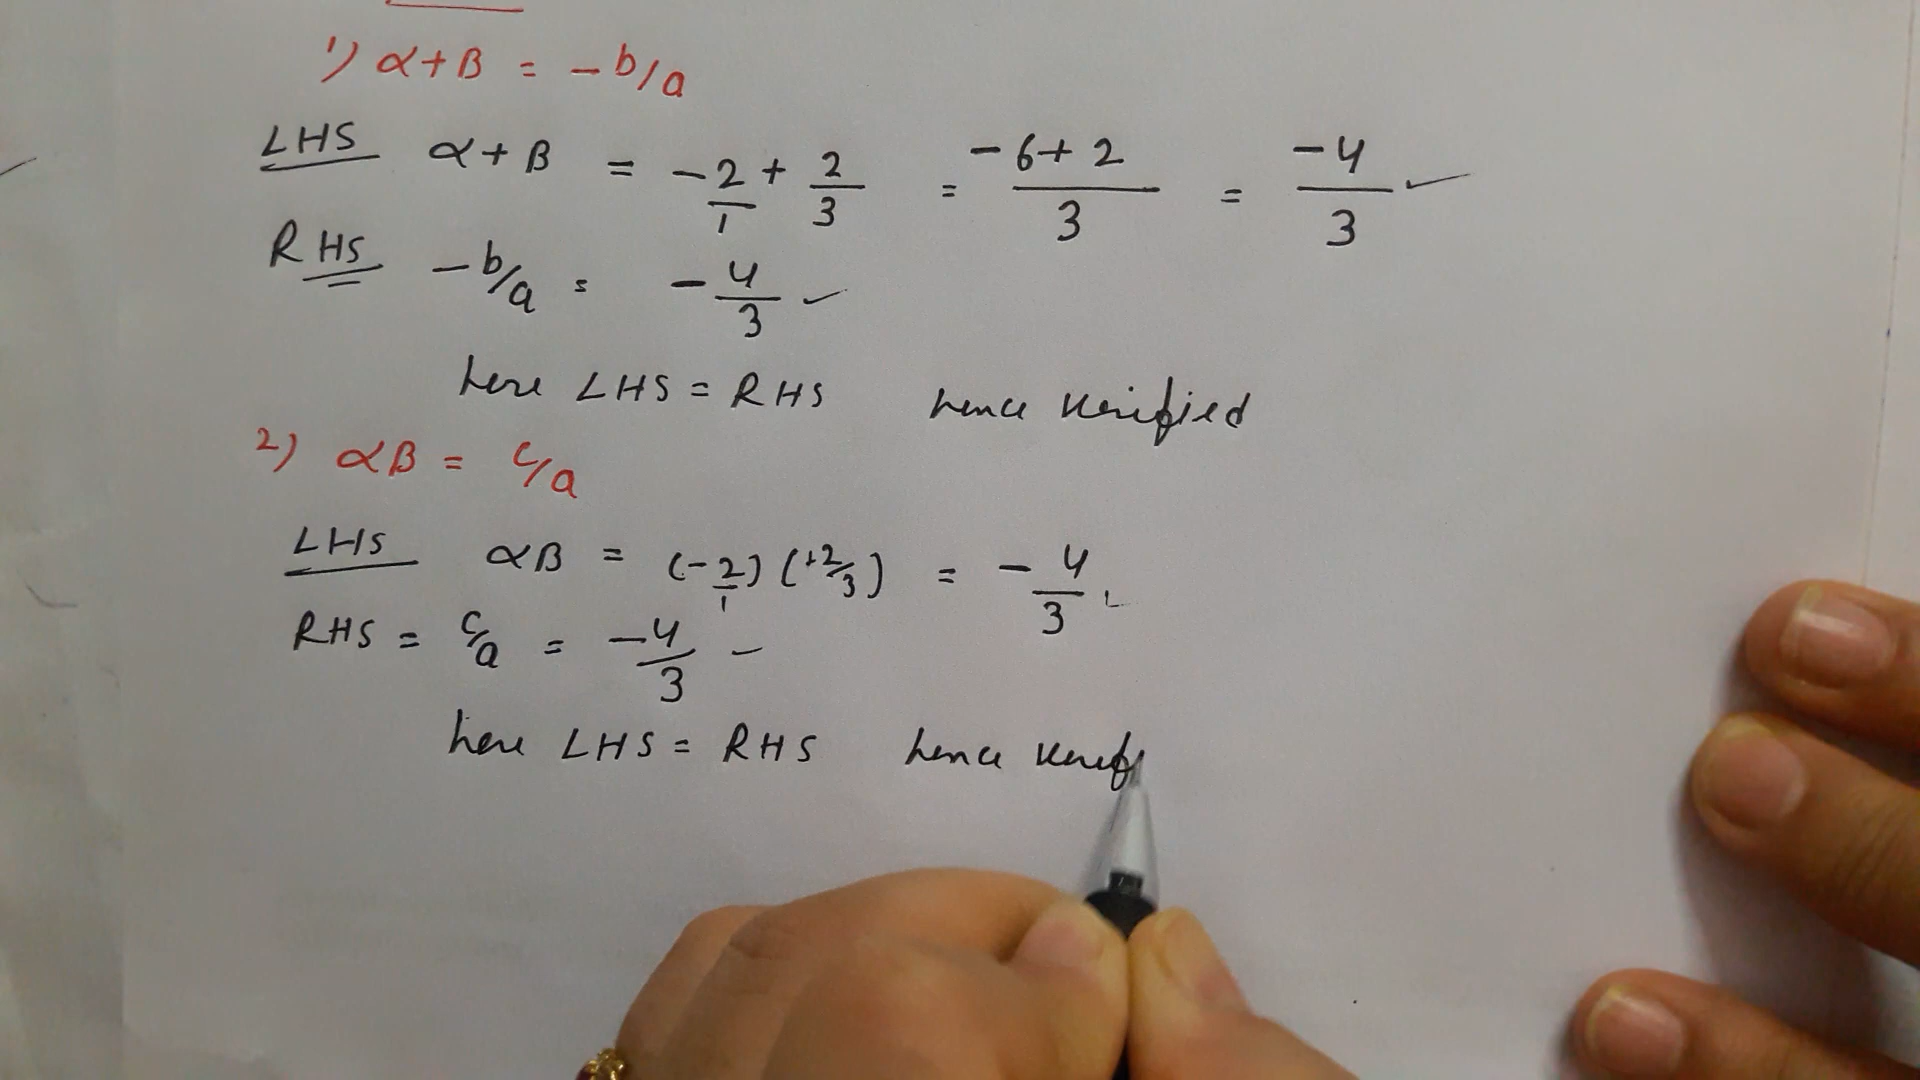 1) α+β = -b/a
LHS α+β = -2/1 + 2/3 = -6+2/3 = -4/3 ✓
RHS -b/a = -4/3 ✓
here LHS = RHS hence verified
2) αβ = c/a
LHS αβ = (-2/1) (+2/3) = -4/3
RHS = c/a = -4/3 -
here LHS = RHS hence verif